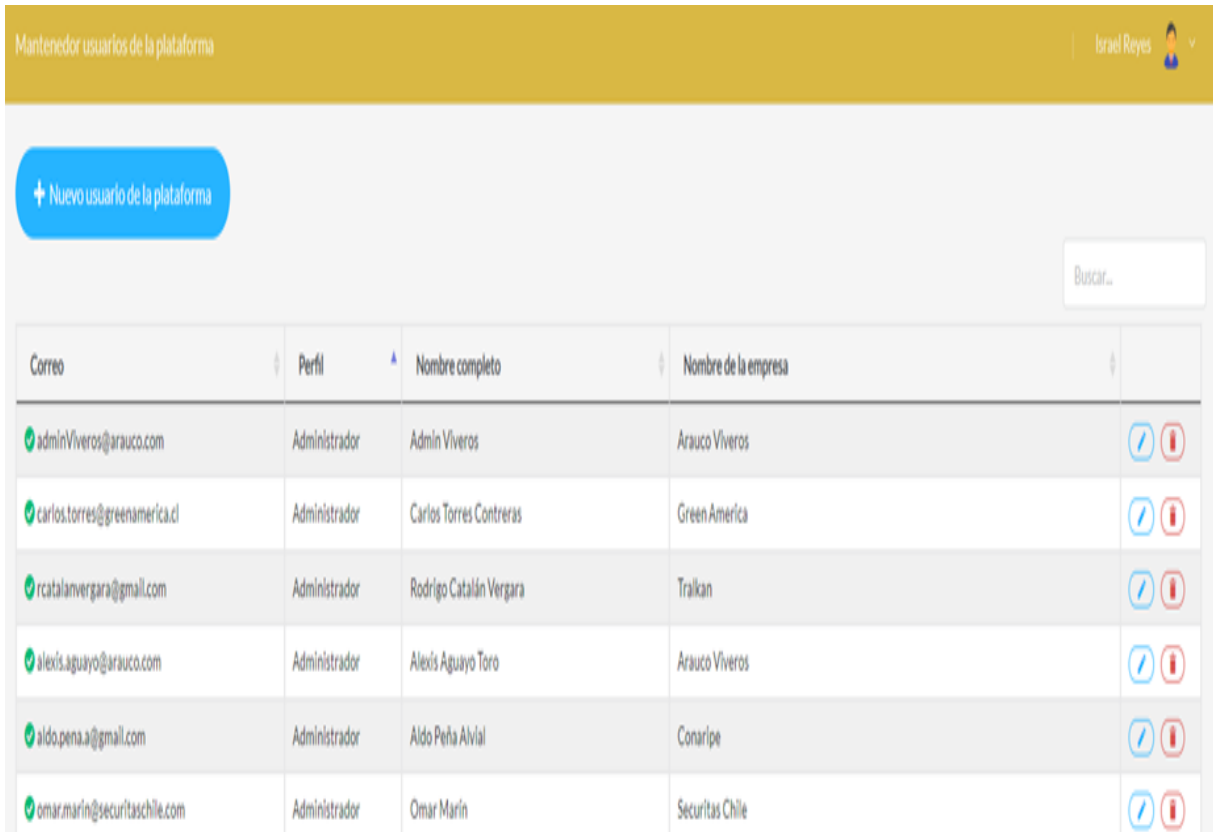 Mantenedor usuarios de la plataforma
Israel Reyes
+ Nuevo usuario de la plataforma
Buscar...
Correo Perfil Nombre completo Nombre de la empresa
adminViveros@arauco.com Administrador Admin Viveros Arauco Viveros
carlos.torres@greenamerica.cl Administrador Carlos Torres Contreras Green America
rcatalanvergara@gmail.com Administrador Rodrigo Catalán Vergara Tralkan
alexis.aguayo@arauco.com Administrador Alexis Aguayo Toro Arauco Viveros
aldo.pena.a@gmail.com Administrador Aldo Peña Alvial Conaripe
omar.marin@securitaschile.com Administrador Omar Marín Securitas Chile